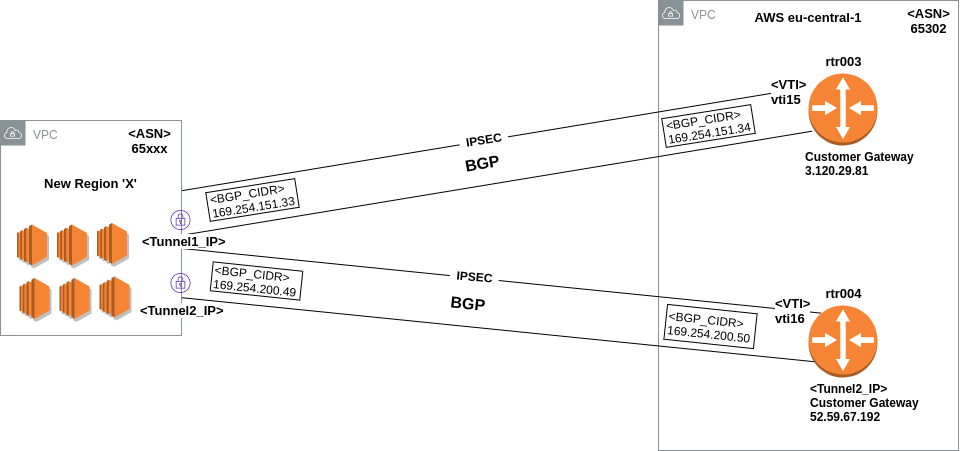 VPC
AWS eu-central-1
<ASN>
65302
rtr003
<VTI>
vti15
<BGP_CIDR>
169.254.151.34
Customer Gateway
3.120.29.81
IPSEC
BGP
VPC
<ASN>
65xxx
New Region 'X'
<BGP_CIDR>
169.254.151.33
<Tunnel1_IP>
<BGP_CIDR>
169.254.200.49
<Tunnel2_IP>
IPSEC
BGP
rtr004
<VTI>
vti16
<BGP_CIDR>
169.254.200.50
<Tunnel2_IP>
Customer Gateway
52.59.67.192